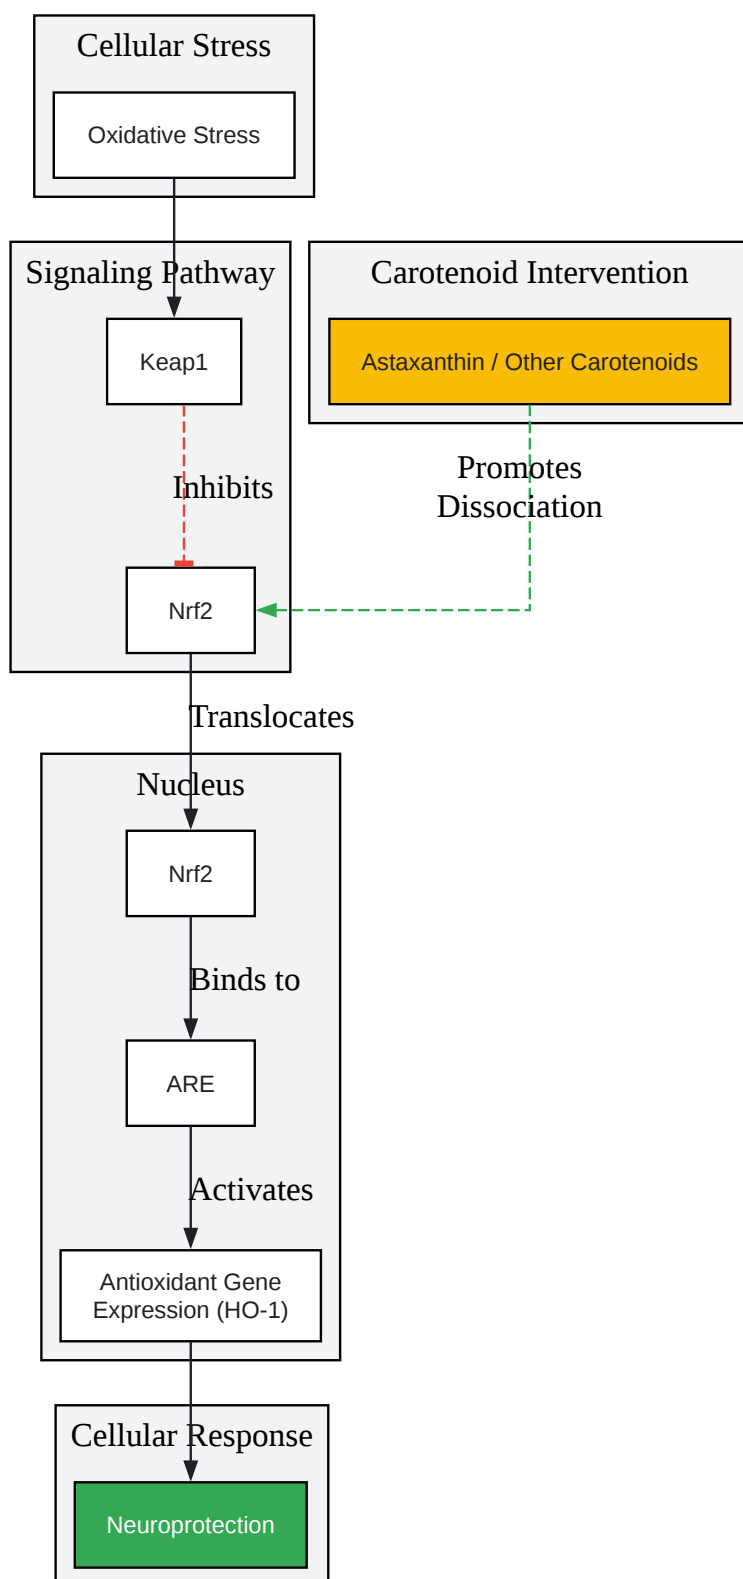 Cellular Stress
Oxidative Stress
Signaling Pathway
Carotenoid Intervention
Keap1
Astaxanthin / Other Carotenoids
Inhibits
Promotes
Dissociation
Nrf2
Translocates
Nucleus
Nrf2
Binds to
ARE
Activates
Antioxidant Gene
Expression (HO-1)
Cellular Response
Neuroprotection